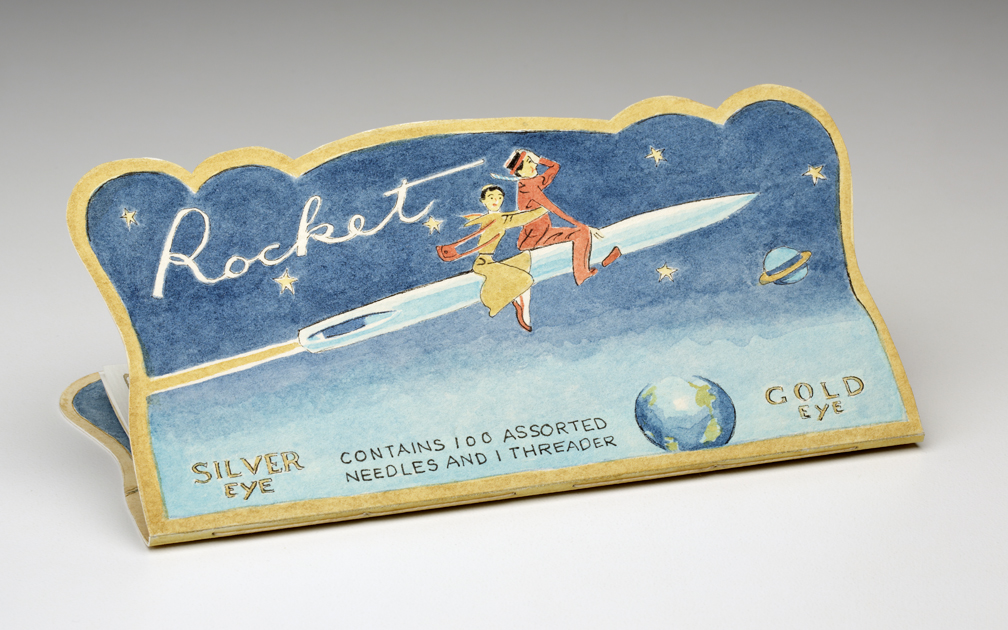 Rocket
SILVER
EYE
CONTAINS 100 ASSORTED
NEEDLES AND 1 THREADER
GOLD
EYE